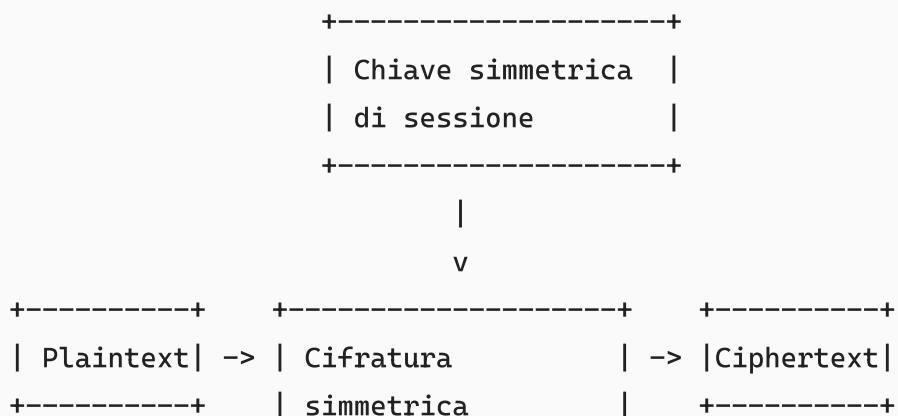 +--------------------+
| Chiave simmetrica  |
| di sessione        |
+--------------------+
|
v
+----------+    +--------------------+    +----------+
| Plaintext| -> | Cifratura          | -> |Ciphertext|
+----------+    | simmetrica         |    +----------+